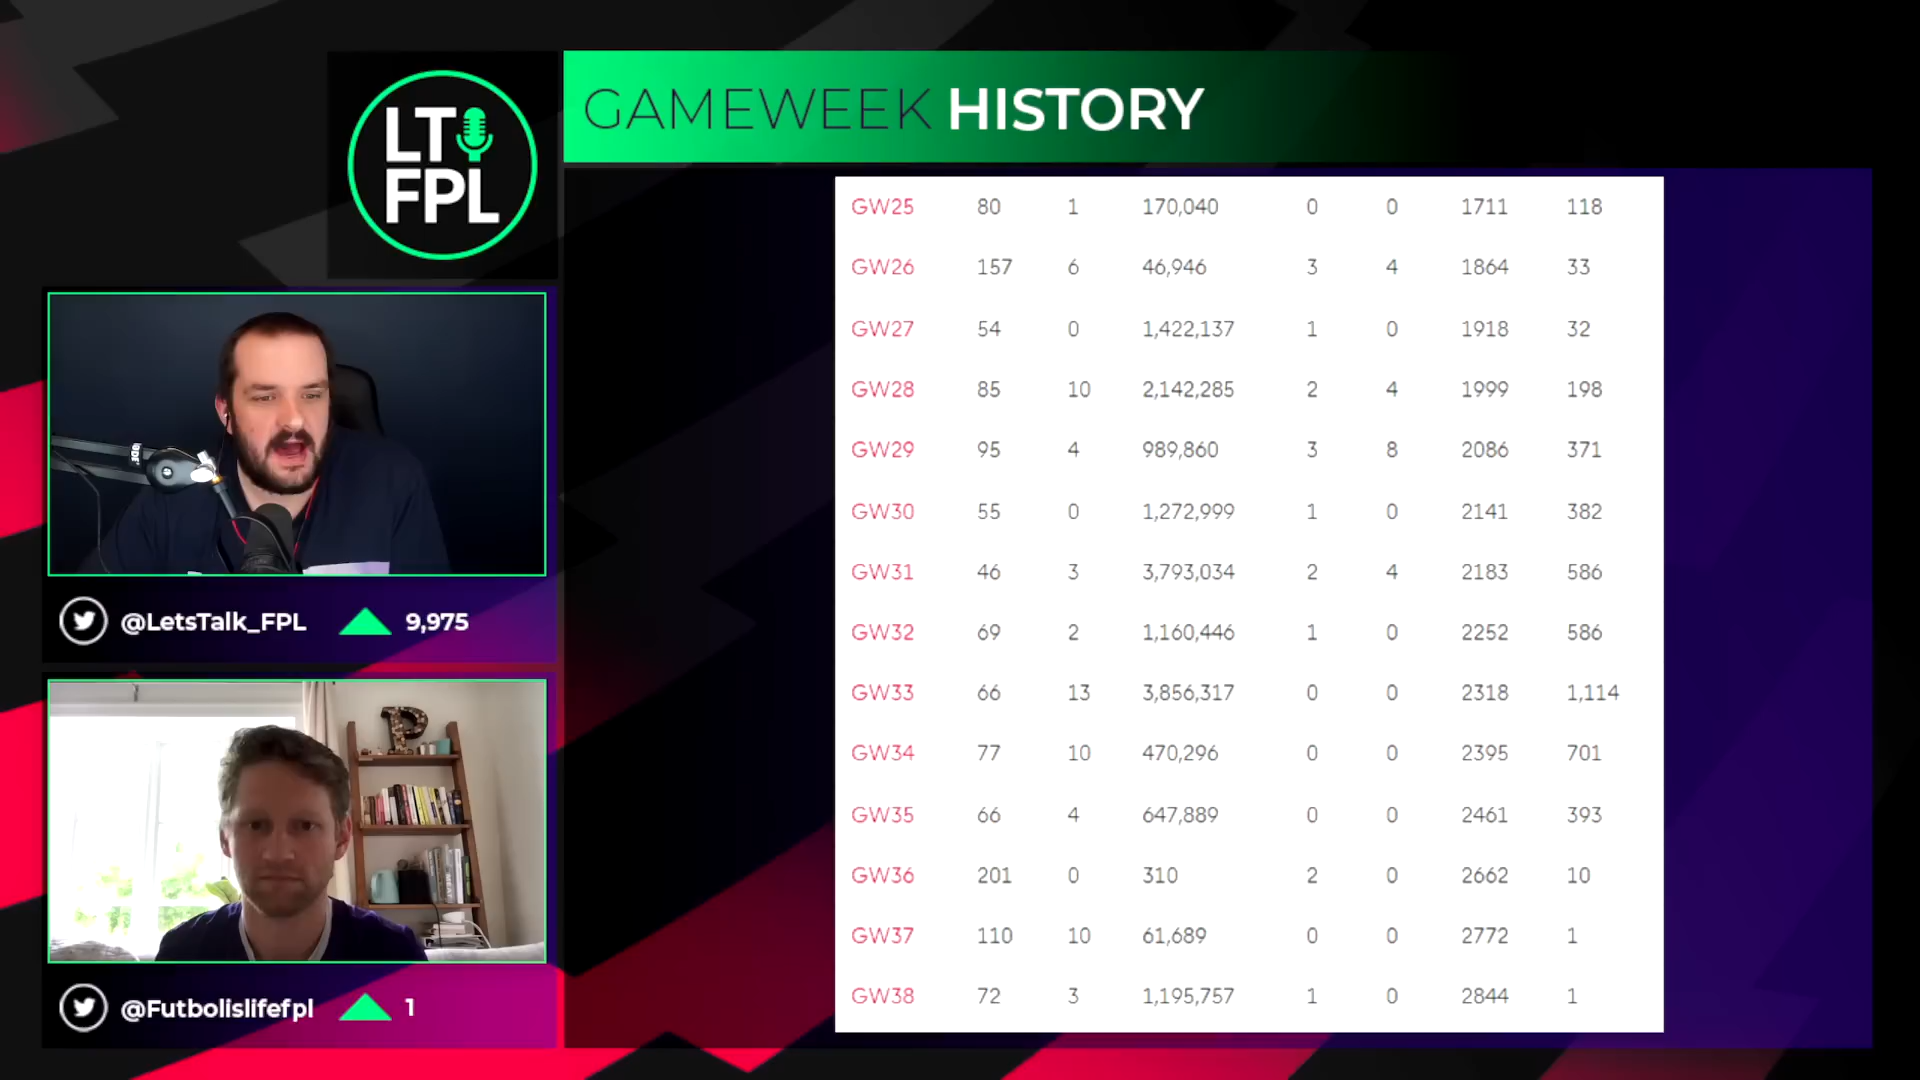 LT
FPL
GAMEWEEK HISTORY
GW25 80 1 170,040 0 0 1711 118
GW26 157 6 46,946 3 4 1864 33
GW27 54 0 1,422,137 1 0 1918 32
GW28 85 10 2,142,285 2 4 1999 198
GW29 95 4 989,860 3 8 2086 371
GW30 55 0 1,272,999 1 0 2141 382
GW31 46 3 3,793,034 2 4 2183 586
GW32 69 2 1,160,446 1 0 2252 586
GW33 66 13 3,856,317 0 0 2318 1,114
GW34 77 10 470,296 0 0 2395 701
GW35 66 4 647,889 0 0 2461 393
GW36 201 0 310 2 0 2662 10
GW37 110 10 61,689 0 0 2772 1
GW38 72 3 1,195,757 1 0 2844 1
@LetsTalk_FPL 9,975
P
@Futbolislifefpl 1